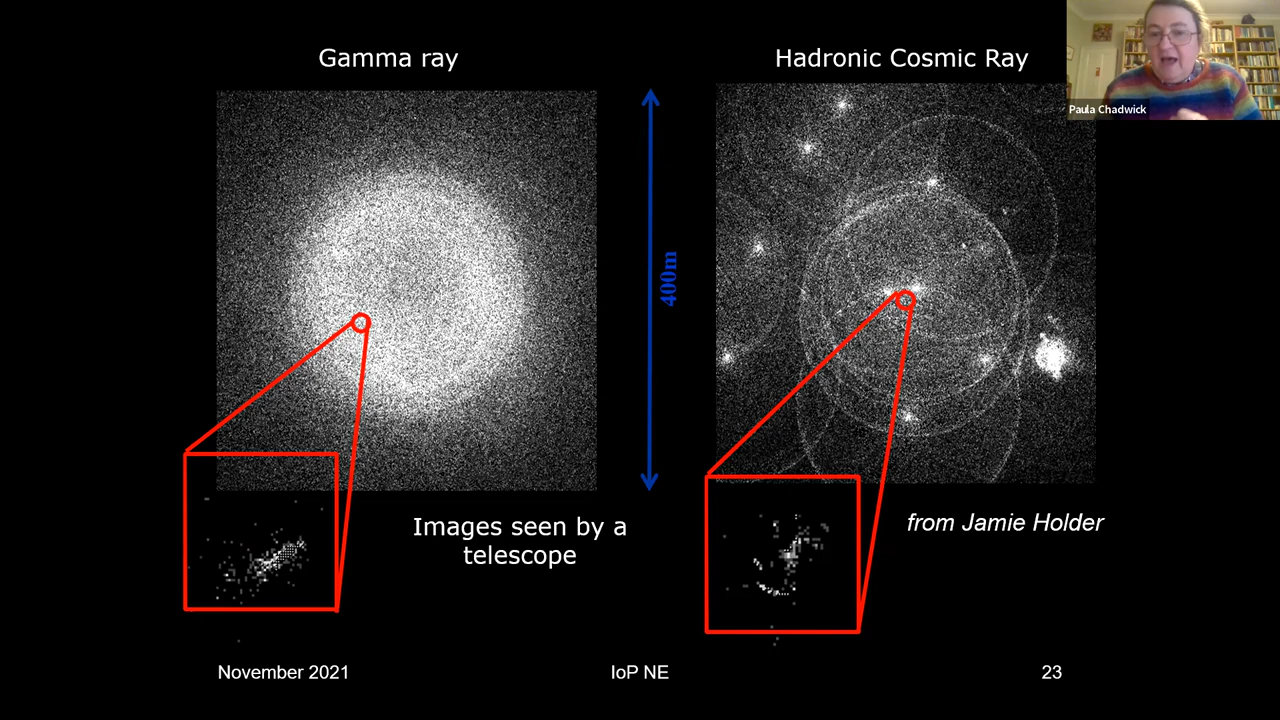 Gamma ray
Hadronic Cosmic Ray
Paula Chadwick
400m
Images seen by a
telescope
from Jamie Holder
November 2021
IoP NE
23